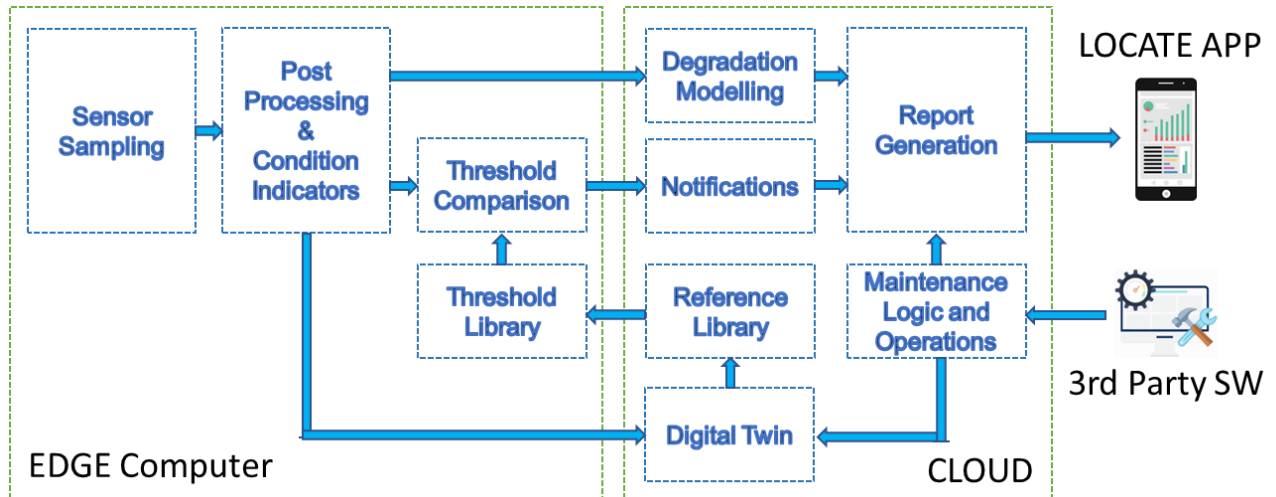 Sensor
Sampling
Post
Processing
&
Condition
Indicators
Threshold
Comparison
Threshold
Library
EDGE Computer
Degradation
Modelling
Notifications
Reference
Library
Digital Twin
Report
Generation
Maintenance
Logic and
Operations
CLOUD
LOCATE APP
3rd Party SW